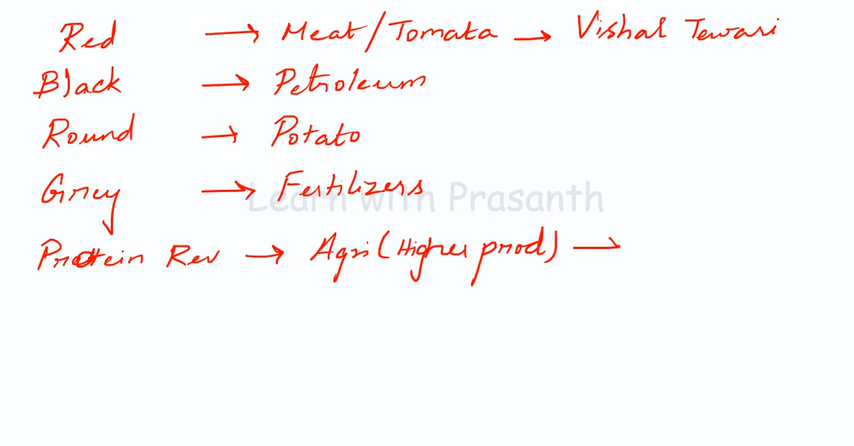 Red → Meat/Tomata → Vishal Tewari
Black → Petroleum
Round → Potato
Grey → Fertilizers
Learn with Prasanth
Protein Rev → Agri (Higher prod) →